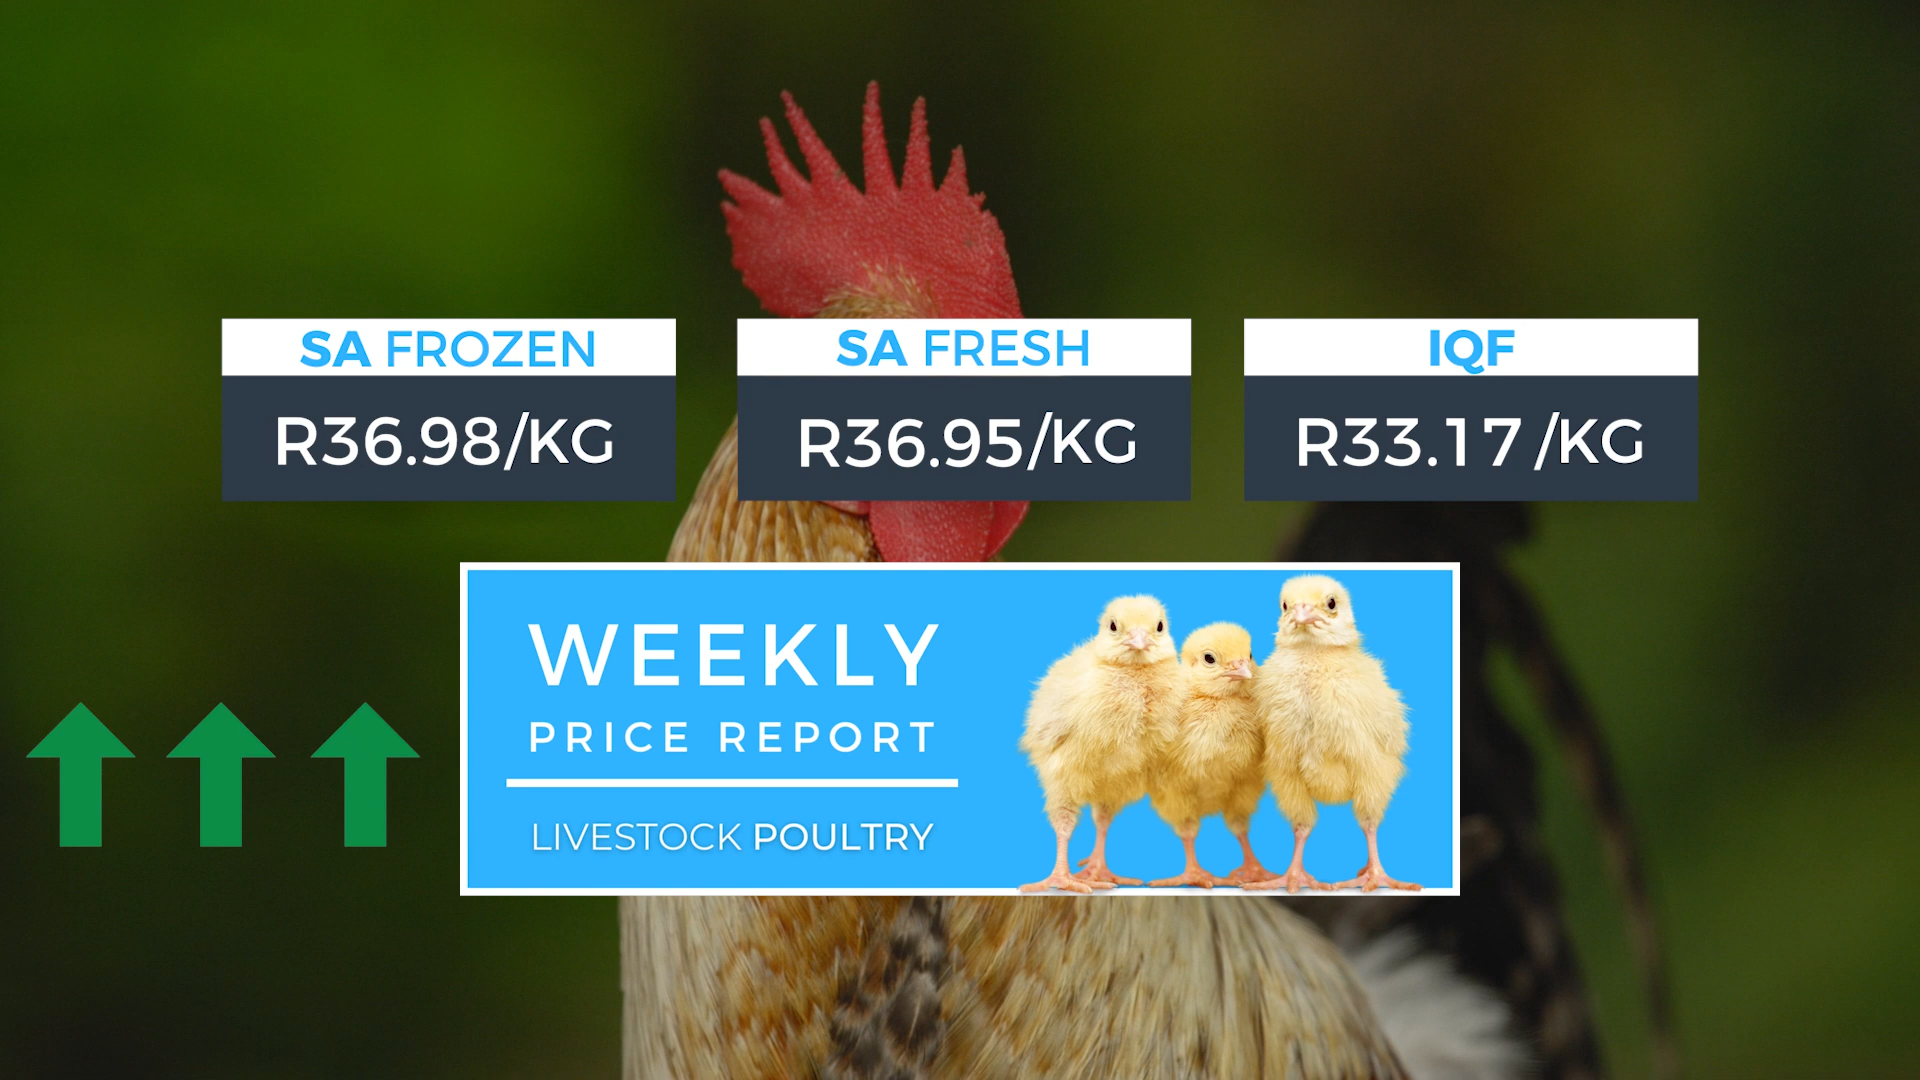 SA FROZEN
R36.98/KG
SA FRESH
R36.95/KG
IQF
R33.17/KG
WEEKLY
PRICE REPORT
LIVESTOCK POULTRY